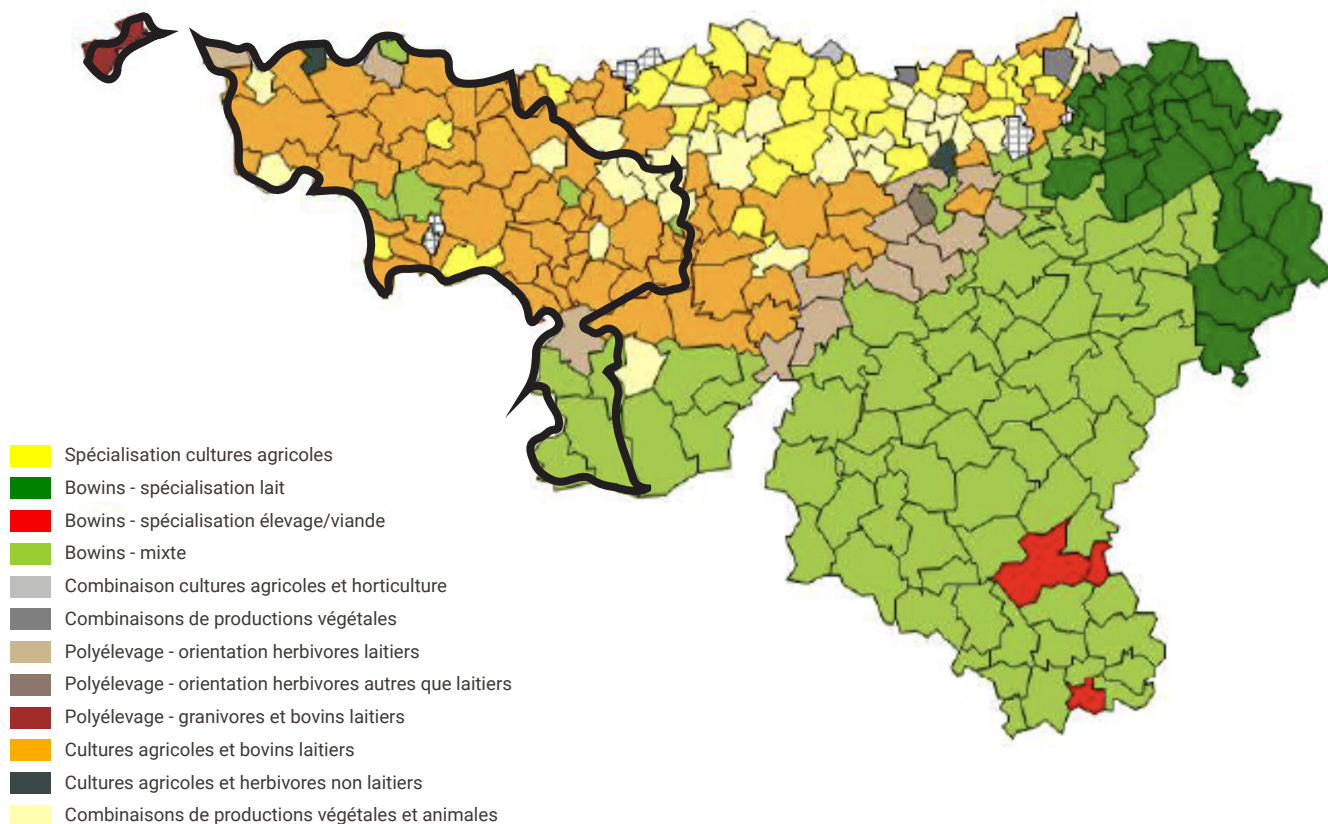 Spécialisation cultures agricoles
Bowins - spécialisation lait
Bowins - spécialisation élevage/viande
Bowins - mixte
Combinaison cultures agricoles et horticulture
Combinaisons de productions végétales
Polyélevage - orientation herbivores laitiers
Polyélevage - orientation herbivores autres que laitiers
Polyélevage - granivores et bovins laitiers
Cultures agricoles et bovins laitiers
Cultures agricoles et herbivores non laitiers
Combinaisons de productions végétales et animales